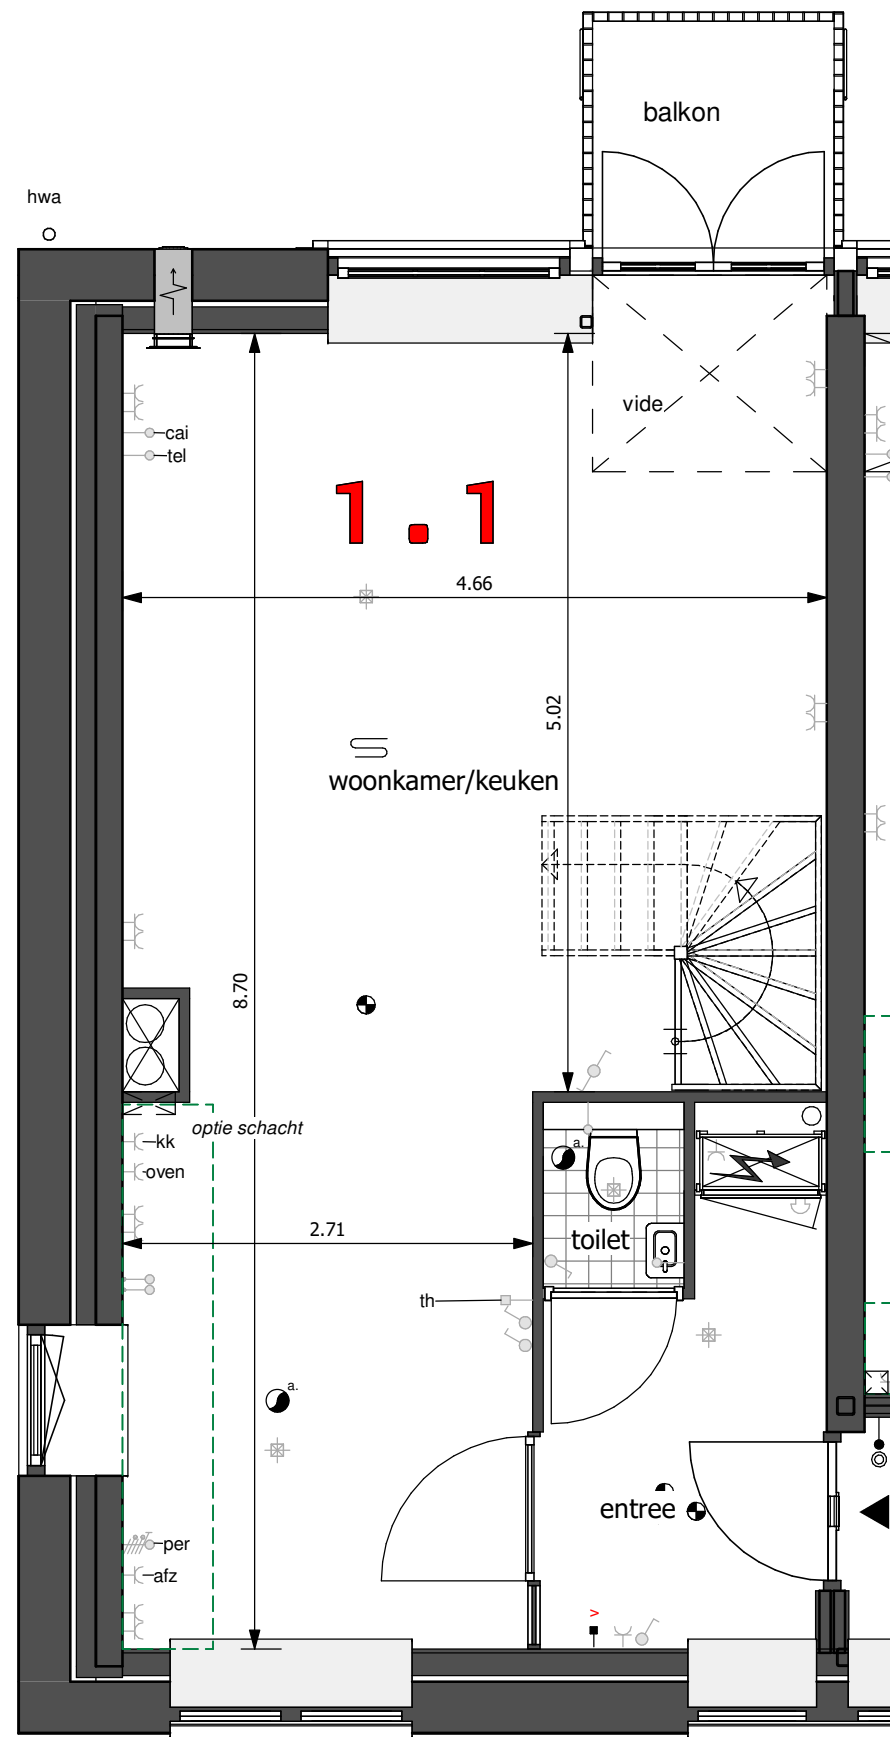 balkon
hwa
vide
cai
tel
1.1
4.66
5.02
woonkamer/keuken
8.70
optie schacht
kk
a.
oven
2.71
toilet
th
a.
entree
per
afz
>